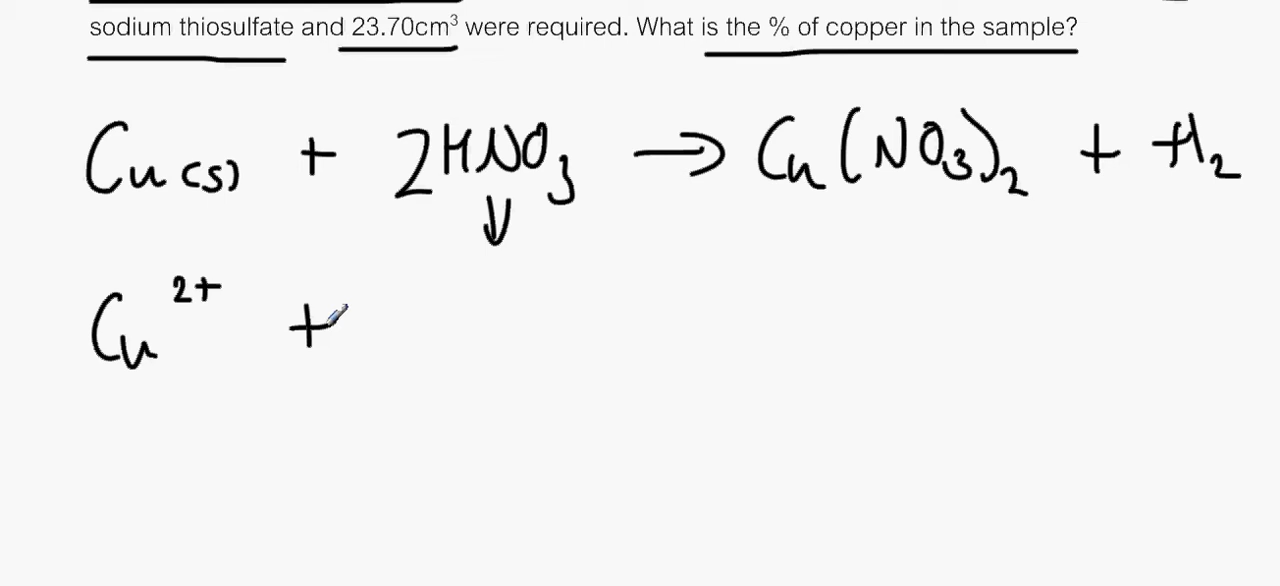 sodium thiosulfate and 23.70cm³ were required. What is the % of copper in the sample?
Cu(s) + 2HNO₃ → Cu(NO₃)₂ + H₂
Cu²⁺ +